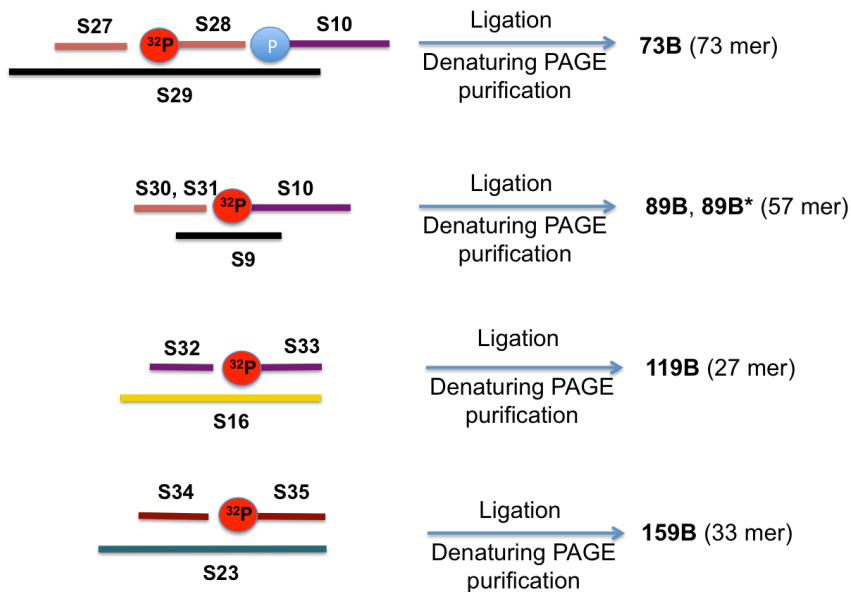 S27 S28 S10
32P P
S29
Ligation
Denaturing PAGE
purification
73B (73 mer)
S30, S31 S10
32P
S9
Ligation
Denaturing PAGE
purification
89B, 89B* (57 mer)
S32 S33
32P
S16
Ligation
Denaturing PAGE
purification
119B (27 mer)
S34 S35
32P
S23
Ligation
Denaturing PAGE
purification
159B (33 mer)